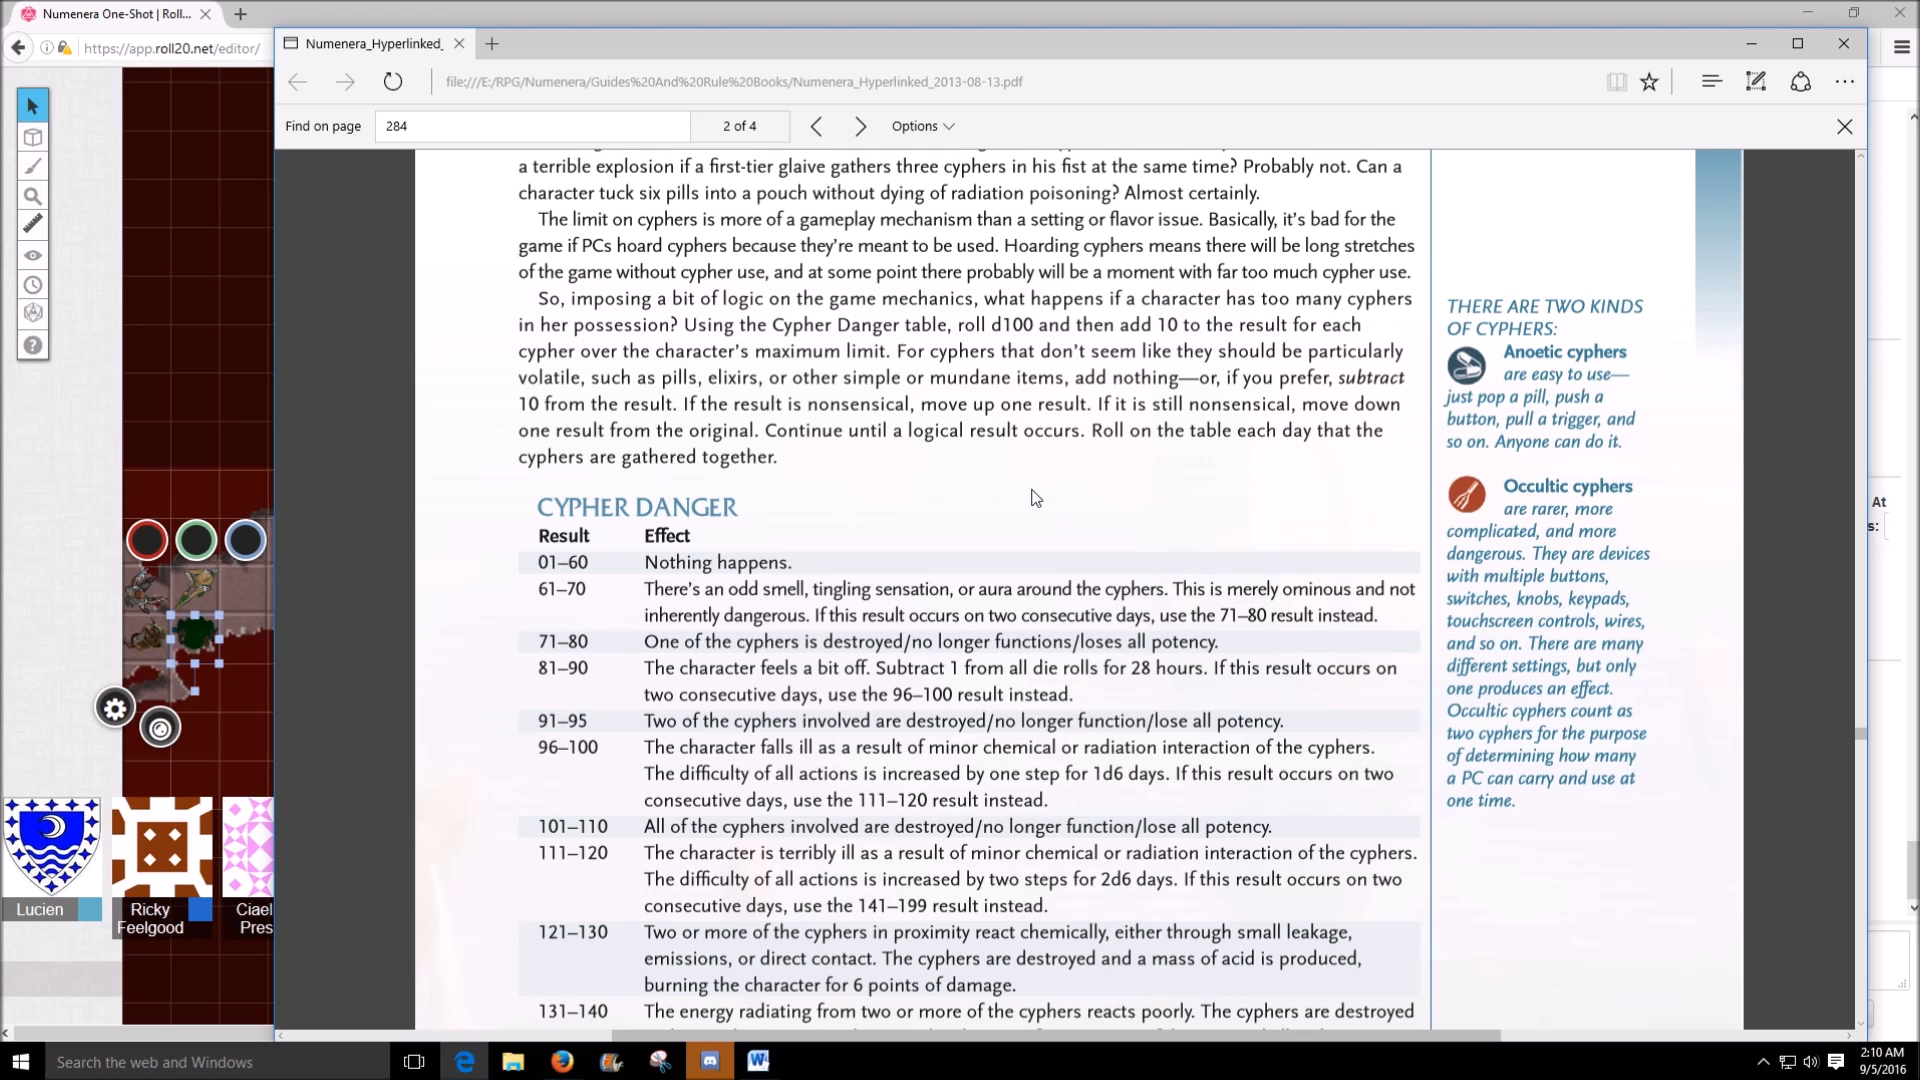 Numenera One-Shot | Roll...
https://app.roll20.net/editor/
Numenera_Hyperlinked_
file:///E:/RPG/Numenera/Guides%20And%20Rule%20Books/Numenera_Hyperlinked_2013-08-13.pdf
Find on page
284
2 of 4
Options
a terrible explosion if a first-tier glaive gathers three cyphers in his fist at the same time? Probably not. Can a
character tuck six pills into a pouch without dying of radiation poisoning? Almost certainly.
The limit on cyphers is more of a gameplay mechanism than a setting or flavor issue. Basically, it's bad for the
game if PCs hoard cyphers because they're meant to be used. Hoarding cyphers means there will be long stretches
of the game without cypher use, and at some point there probably will be a moment with far too much cypher use.
So, imposing a bit of logic on the game mechanics, what happens if a character has too many cyphers
in her possession? Using the Cypher Danger table, roll d100 and then add 10 to the result for each
cypher over the character's maximum limit. For cyphers that don't seem like they should be particularly
volatile, such as pills, elixirs, or other simple or mundane items, add nothing—or, if you prefer, subtract
10 from the result. If the result is nonsensical, move up one result. If it is still nonsensical, move down
one result from the original. Continue until a logical result occurs. Roll on the table each day that the
cyphers are gathered together.
CYPHER DANGER
Result Effect
01–60 Nothing happens.
61–70 There's an odd smell, tingling sensation, or aura around the cyphers. This is merely ominous and not
inherently dangerous. If this result occurs on two consecutive days, use the 71–80 result instead.
71–80 One of the cyphers is destroyed/no longer functions/loses all potency.
81–90 The character feels a bit off. Subtract 1 from all die rolls for 28 hours. If this result occurs on
two consecutive days, use the 96–100 result instead.
91–95 Two of the cyphers involved are destroyed/no longer function/lose all potency.
96–100 The character falls ill as a result of minor chemical or radiation interaction of the cyphers.
The difficulty of all actions is increased by one step for 1d6 days. If this result occurs on two
consecutive days, use the 111–120 result instead.
101–110 All of the cyphers involved are destroyed/no longer function/lose all potency.
111–120 The character is terribly ill as a result of minor chemical or radiation interaction of the cyphers.
The difficulty of all actions is increased by two steps for 2d6 days. If this result occurs on two
consecutive days, use the 141–199 result instead.
121–130 Two or more of the cyphers in proximity react chemically, either through small leakage,
emissions, or direct contact. The cyphers are destroyed and a mass of acid is produced,
burning the character for 6 points of damage.
131–140 The energy radiating from two or more of the cyphers reacts poorly. The cyphers are destroyed
THERE ARE TWO KINDS
OF CYPHERS:
Anoetic cyphers
are easy to use—
just pop a pill, push a
button, pull a trigger, and
so on. Anyone can do it.
Occultic cyphers
are rarer, more
complicated, and more
dangerous. They are devices
with multiple buttons,
switches, knobs, keypads,
touchscreen controls, wires,
and so on. There are many
different settings, but only
one produces an effect.
Occultic cyphers count as
two cyphers for the purpose
of determining how many
a PC can carry and use at
one time.
At
s:
Lucien
Ricky
Feelgood
Ciael
Pres
Search the web and Windows
2:10 AM
9/5/2016